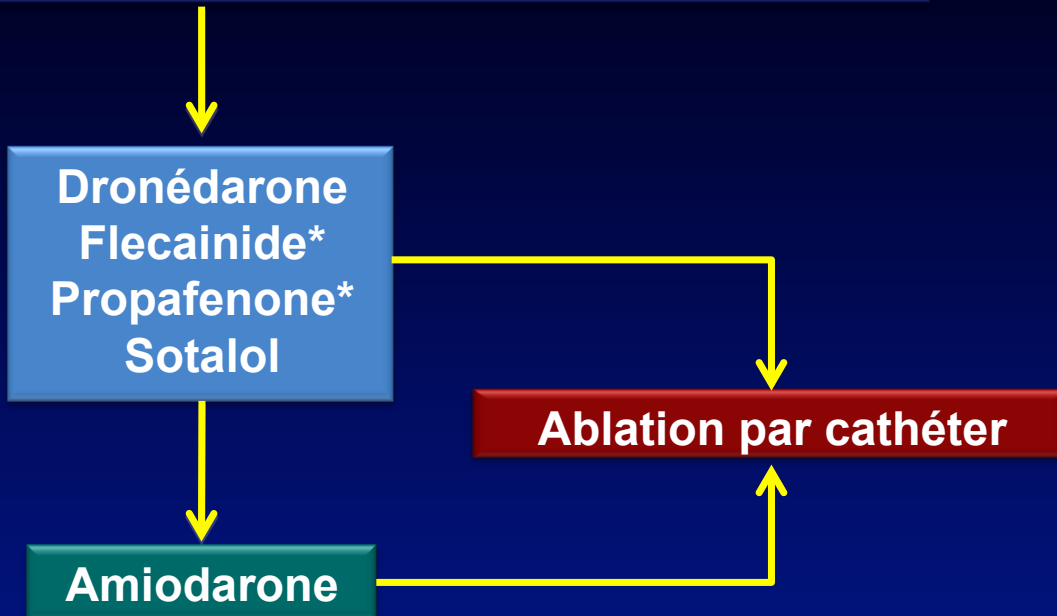 Dronédarone
Flecainide*
Propafenone*
Sotalol
Ablation par cathéter
Amiodarone